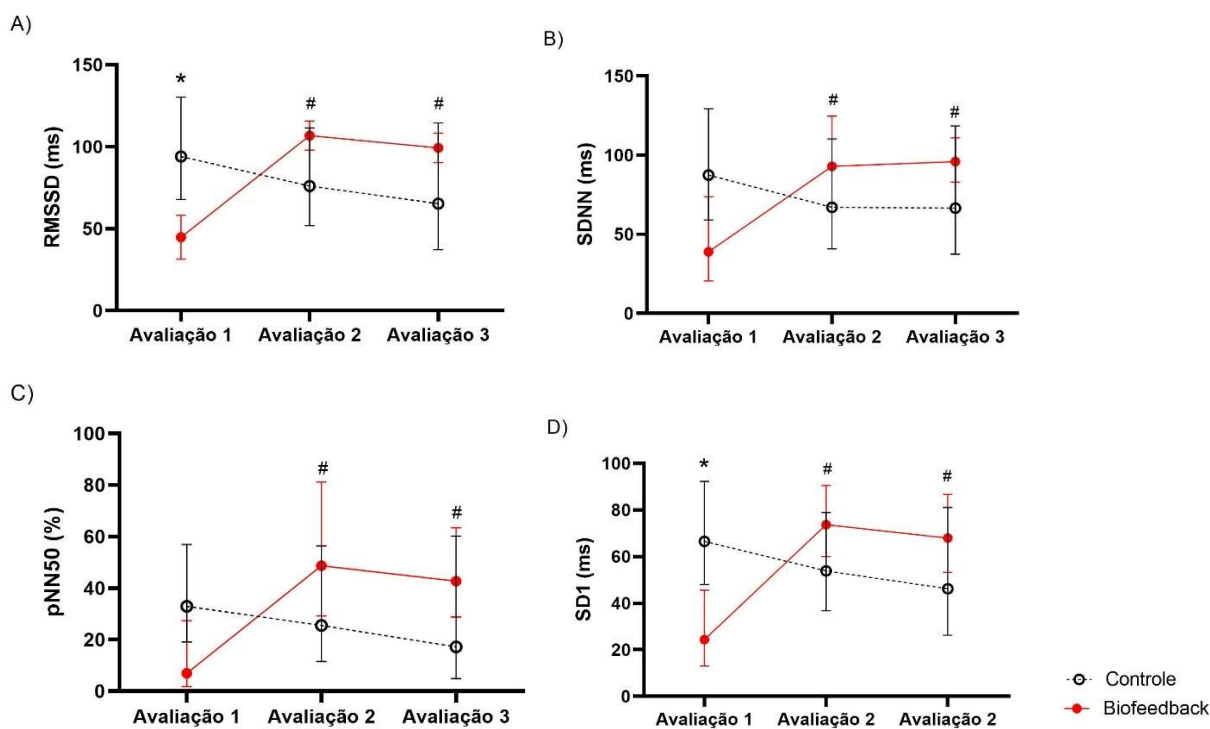 A)
RMSSD (ms)
150
100
50
0
*
#
#
Avaliação 1 Avaliação 2 Avaliação 3
B)
SDNN (ms)
150
100
50
0
#
#
Avaliação 1 Avaliação 2 Avaliação 3
C)
pNN50 (%)
100
80
60
40
20
0
#
#
Avaliação 1 Avaliação 2 Avaliação 3
D)
SD1 (ms)
100
80
60
40
20
0
*
#
#
Avaliação 1 Avaliação 2 Avaliação 2
Controle
Biofeedback